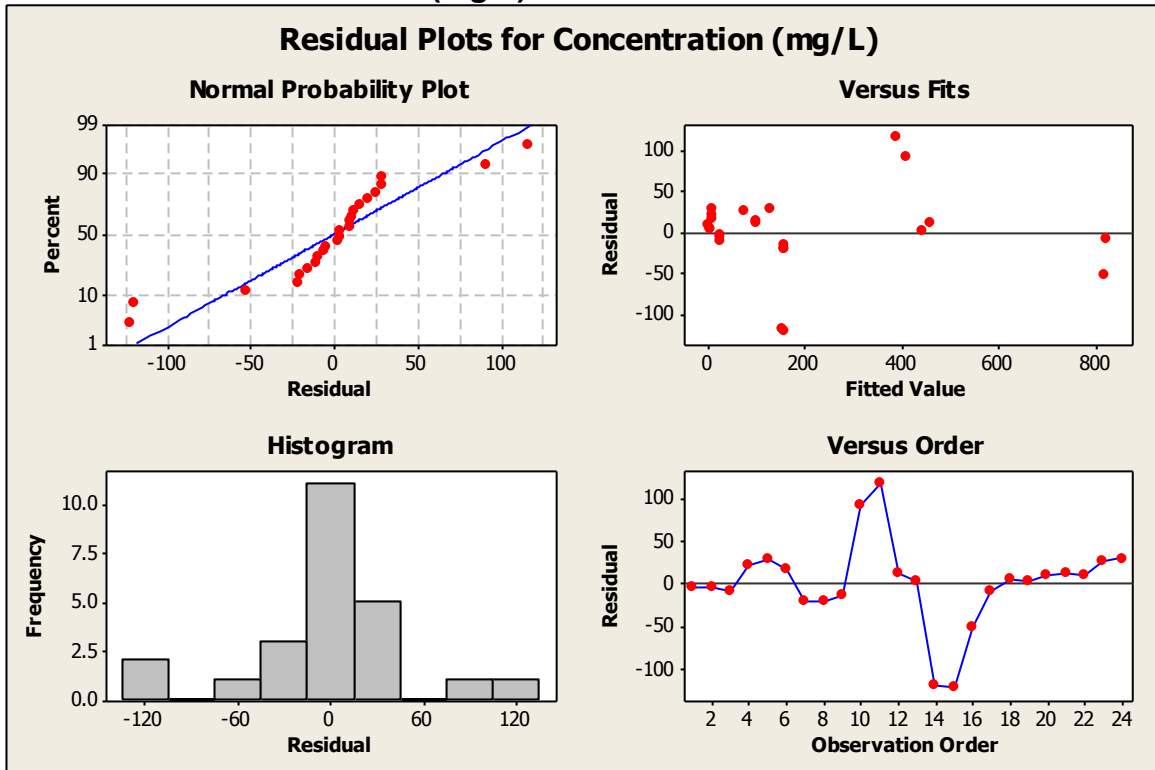 Residual Plots for Concentration (mg/L)
Normal Probability Plot
99
90
50
10
1
Percent
-100 -50 0 50 100
Residual
Versus Fits
100
50
0
-50
-100
Residual
0 200 400 600 800
Fitted Value
Histogram
10.0
7.5
5.0
2.5
0.0
Frequency
-120 -60 0 60 120
Residual
Versus Order
100
50
0
-50
-100
Residual
2 4 6 8 10 12 14 16 18 20 22 24
Observation Order